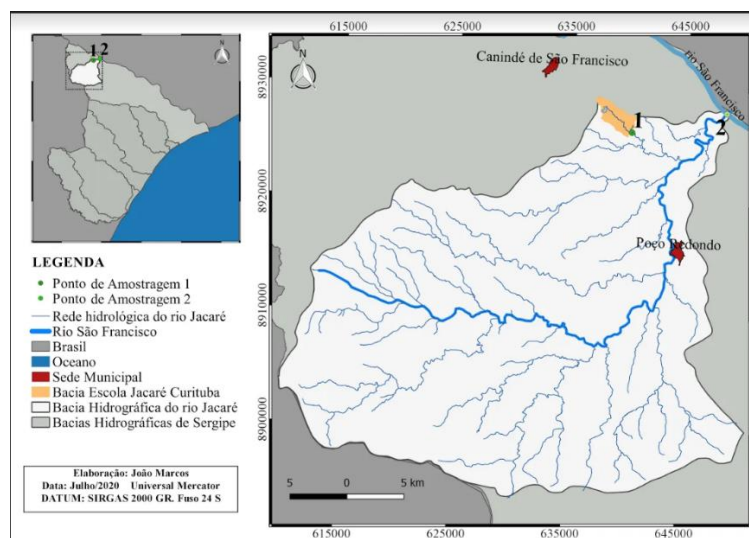 1 2
N
LEGENDA
Ponto de Amostragem 1
Ponto de Amostragem 2
Rede hidrológica do rio Jacaré
Rio São Francisco
Brasil
Oceano
Sede Municipal
Bacia Escola Jacaré Curituba
Bacia Hidrográfica do rio Jacaré
Bacias Hidrográficas de Sergipe
Elaboração: João Marcos
Data: Julho/2020 Universal Mercator
DATUM: SIRGAS 2000 GR. Fuso 24 S
615000 625000 635000 645000
8930000
8920000
8910000
8900000
N
Canindé de São Francisco
rio São Francisco
1
2
Poço Redondo
5 0 5 km
615000 625000 635000 645000